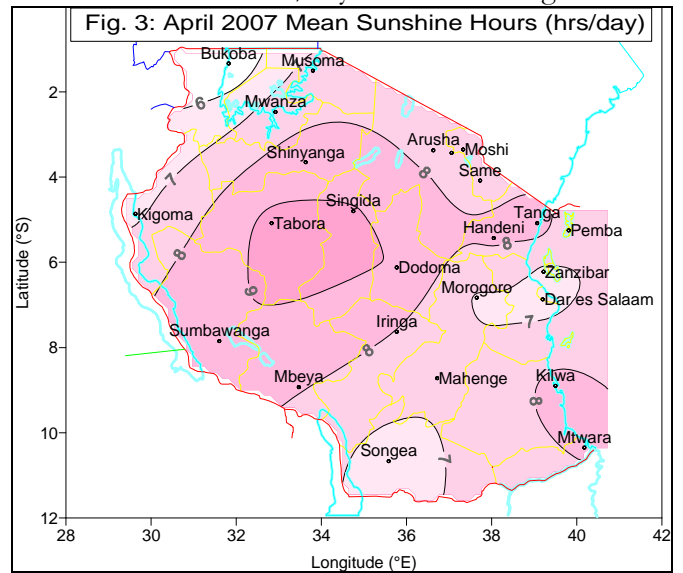 Fig. 3: April 2007 Mean Sunshine Hours (hrs/day)
Bukoba
Musoma
7
6
2
Mwanza
Arusha
Moshi
Shinyanga
8
Same
4
7
Singida
Kigoma
Tabora
Tanga
Handeni
8
Pemba
8
Latitude (°S)
6
Dodoma
Zanzibar
9
Morogoro
Dar es Salaam
Iringa
7
Sumbawanga
8
8
Mbeya
Mahenge
Kilwa
8
10
Mtwara
Songea
7
12
28
30
32
34
36
38
40
42
Longitude (°E)